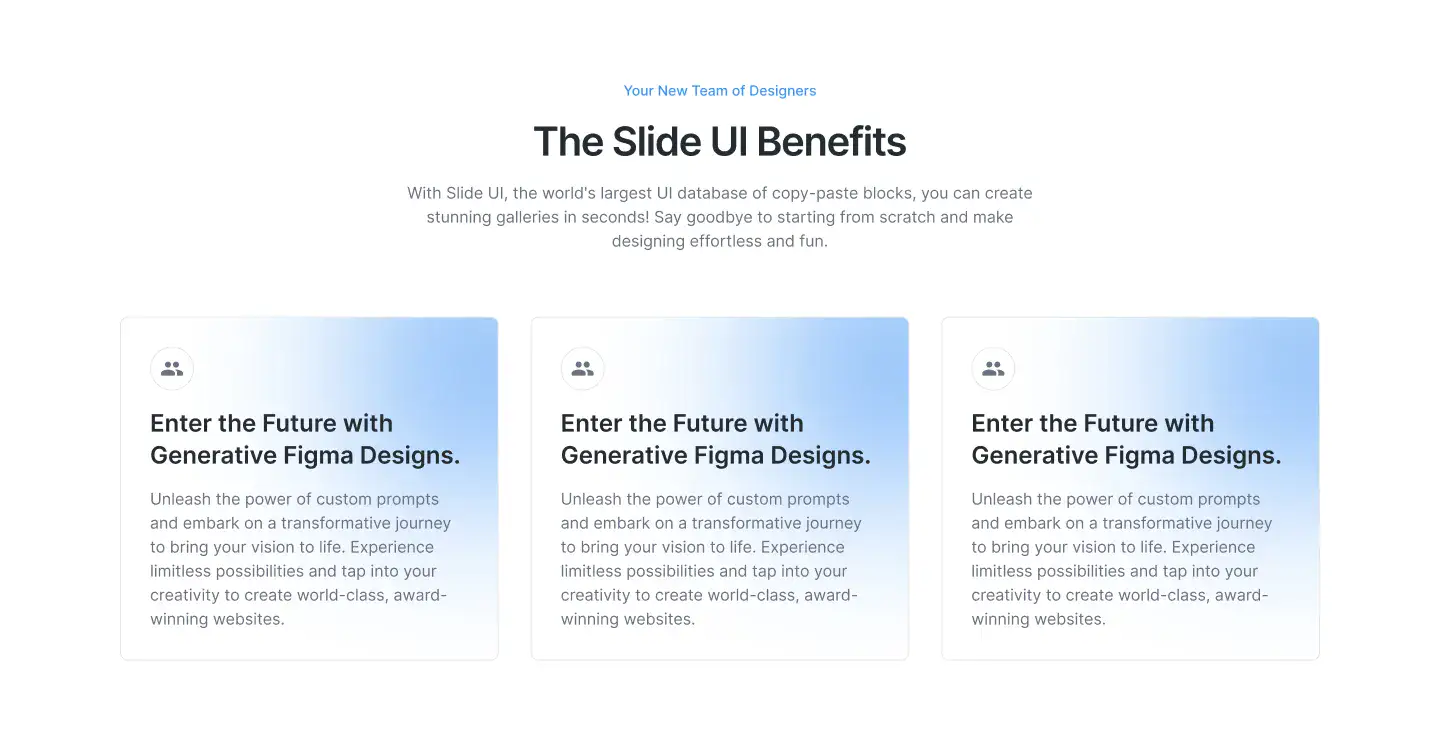 Your New Team of Designers
The Slide UI Benefits
With Slide UI, the world's largest UI database of copy-paste blocks, you can create
stunning galleries in seconds! Say goodbye to starting from scratch and make
designing effortless and fun.
Enter the Future with
Generative Figma Designs.
Unleash the power of custom prompts
and embark on a transformative journey
to bring your vision to life. Experience
limitless possibilities and tap into your
creativity to create world-class, award-
winning websites.
Enter the Future with
Generative Figma Designs.
Unleash the power of custom prompts
and embark on a transformative journey
to bring your vision to life. Experience
limitless possibilities and tap into your
creativity to create world-class, award-
winning websites.
Enter the Future with
Generative Figma Designs.
Unleash the power of custom prompts
and embark on a transformative journey
to bring your vision to life. Experience
limitless possibilities and tap into your
creativity to create world-class, award-
winning websites.